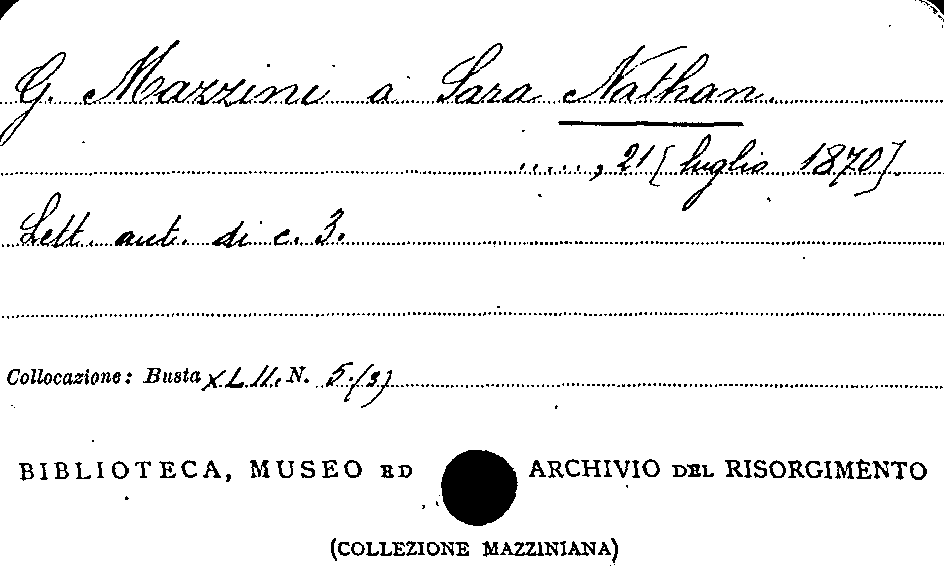 G. Mazzini a Sara Nathan.
....., 21 [luglio 1870].
Lett. aut. di c. 3.
Collocazione: Busta XLII. N. 5.(3)
BIBLIOTECA, MUSEO ED ARCHIVIO DEL RISORGIMENTO
(COLLEZIONE MAZZINIANA)